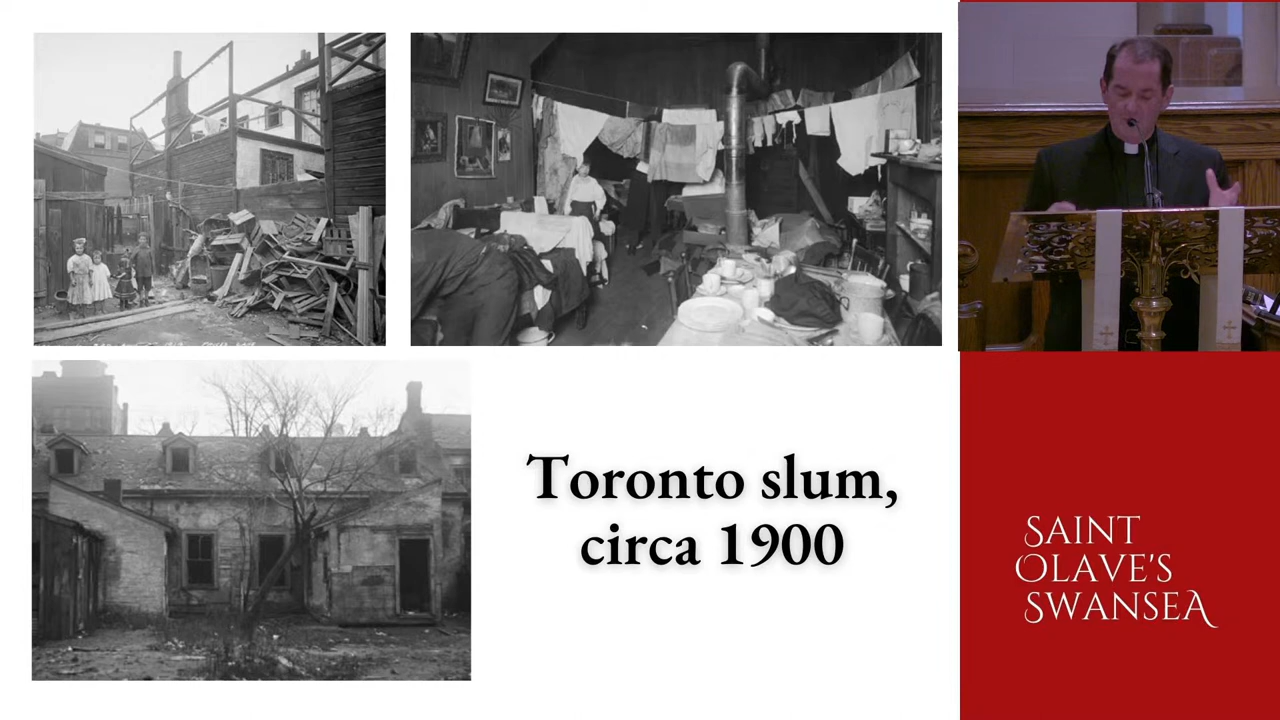 Toronto slum,
circa 1900
SAINT
OLAVE'S
SWANSEA